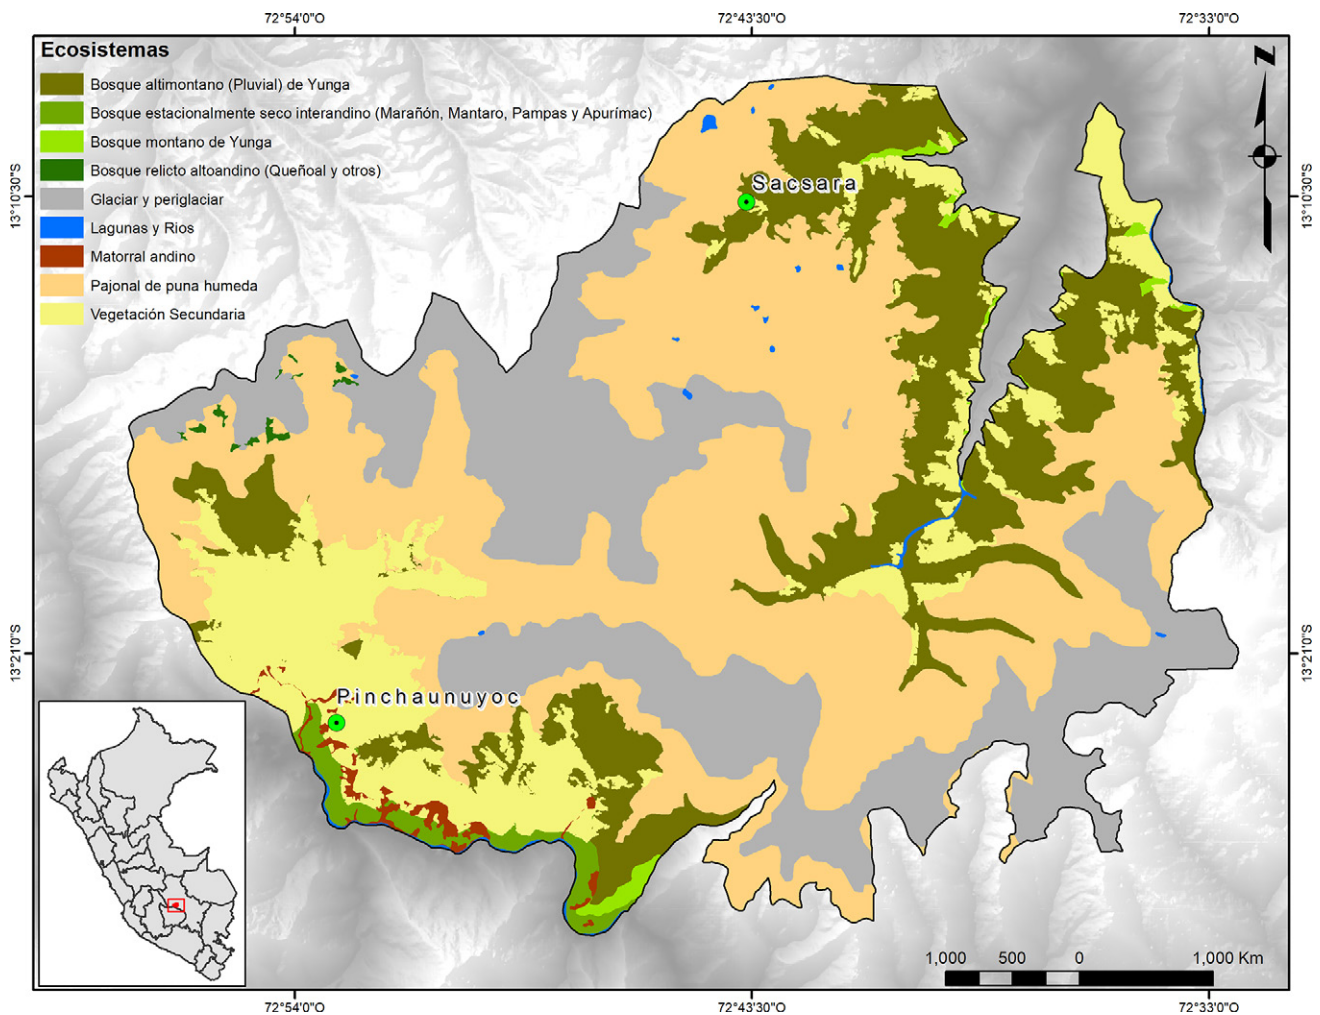 72°54'0"O
72°43'30"O
72°33'0"O
Ecosistemas
Bosque altimontano (Pluvial) de Yunga
Bosque estacionalmente seco interandino (Marañón, Mantaro, Pampas y Apurímac)
Bosque montano de Yunga
Bosque relicto altoandino (Queñoal y otros)
Glaciar y periglaciar
Lagunas y Rios
Matorral andino
Pajonal de puna humeda
Vegetación Secundaria
N
13°10'30"S
13°10'30"S
Sacsara
13°21'0"S
13°21'0"S
Pinchaunuyoc
1,000 500 0 1,000 Km
72°54'0"O
72°43'30"O
72°33'0"O